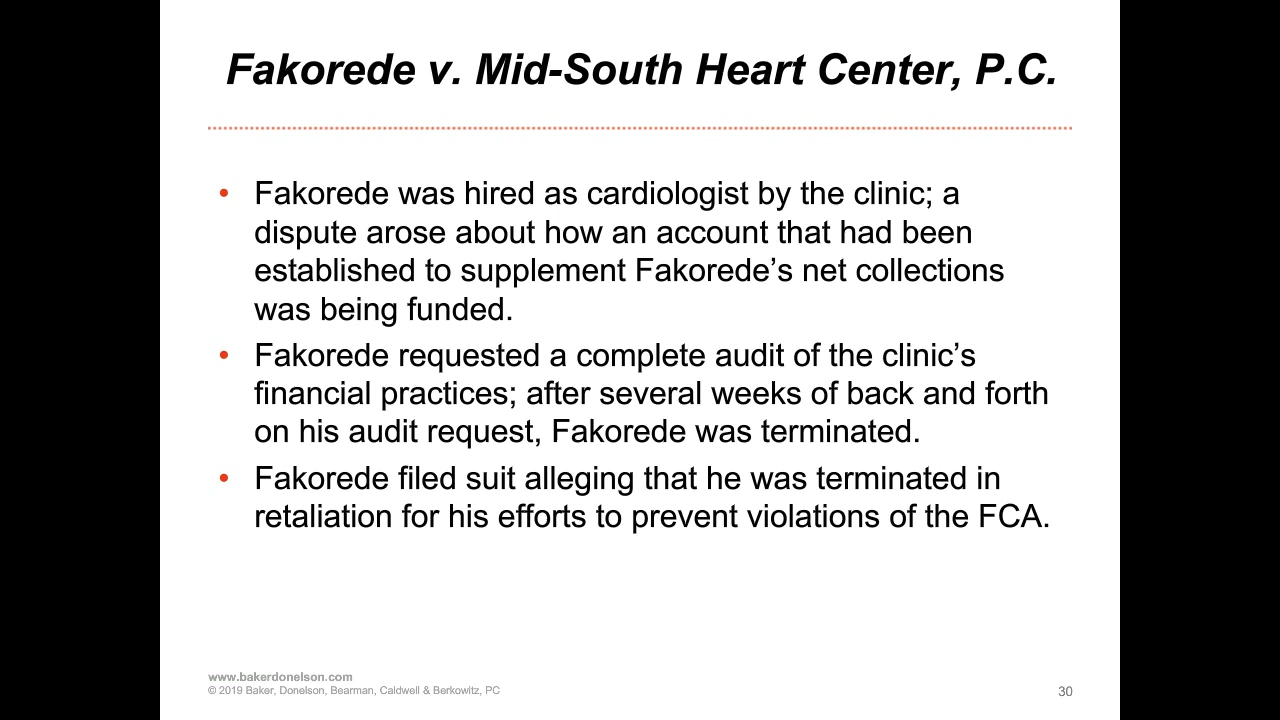 Fakorede v. Mid-South Heart Center, P.C.
• Fakorede was hired as cardiologist by the clinic; a
dispute arose about how an account that had been
established to supplement Fakorede’s net collections
was being funded.
• Fakorede requested a complete audit of the clinic’s
financial practices; after several weeks of back and forth
on his audit request, Fakorede was terminated.
• Fakorede filed suit alleging that he was terminated in
retaliation for his efforts to prevent violations of the FCA.
www.bakerdonelson.com
© 2019 Baker, Donelson, Bearman, Caldwell & Berkowitz, PC
30